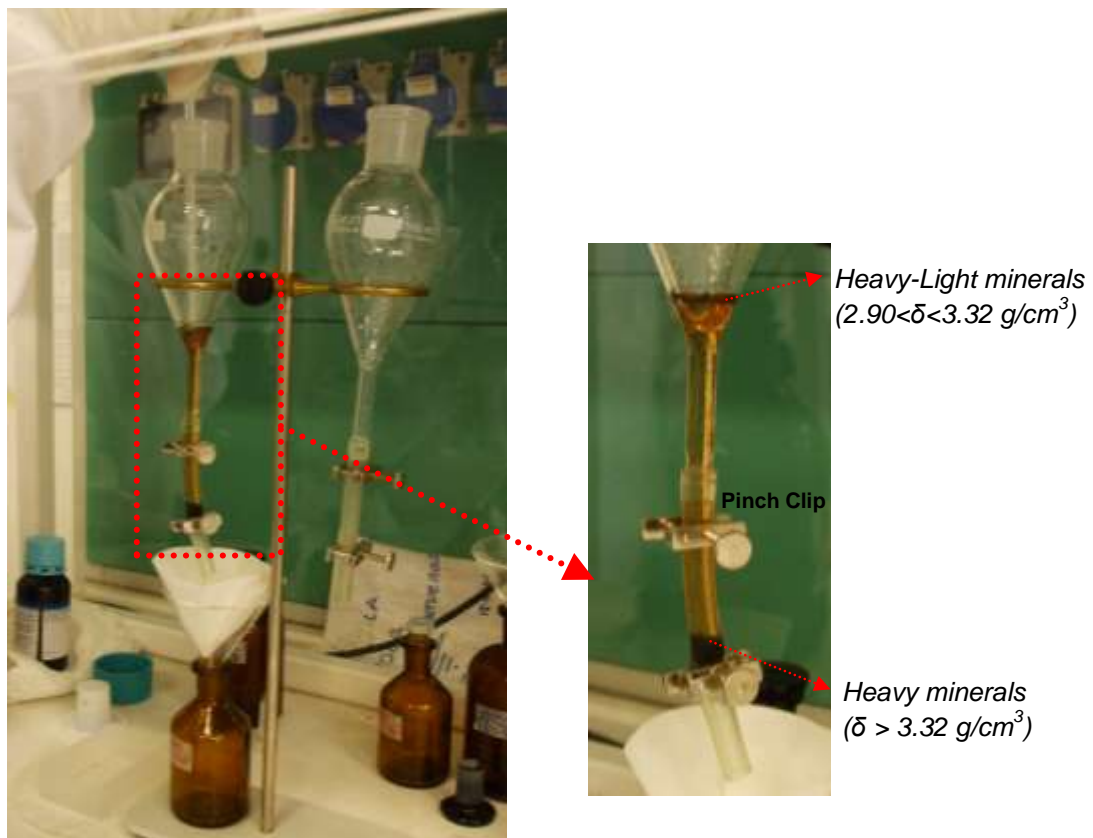 Heavy-Light minerals
(2.90<δ<3.32 g/cm³)
Pinch Clip
Heavy minerals
(δ > 3.32 g/cm³)